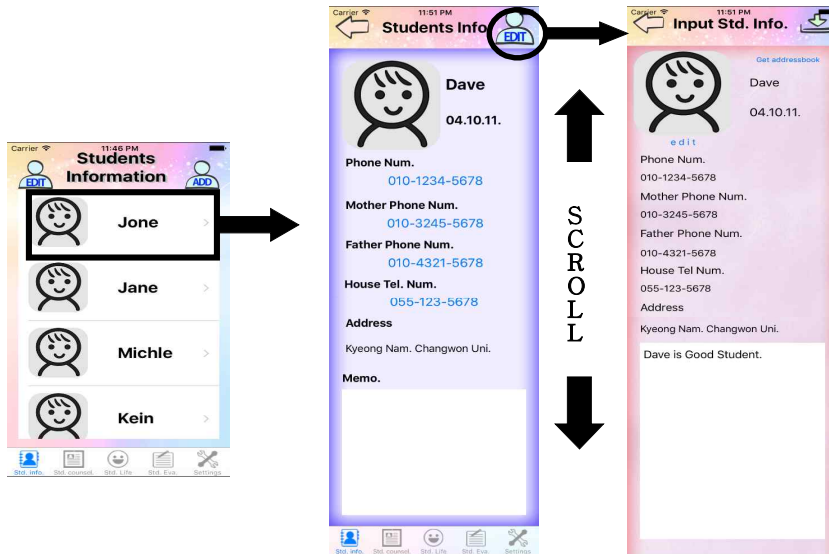 Carrier 11:46 PM
Students
Information
EDIT
ADD
Jone
Jane
Michle
Kein
Std. info. Std. counsel. Std. Life Std. Eva. Settings
Carrier 11:51 PM
Students Info
EDIT
Dave
04.10.11.
Phone Num.
010-1234-5678
Mother Phone Num.
010-3245-5678
Father Phone Num.
010-4321-5678
House Tel. Num.
055-123-5678
Address
Kyeong Nam. Changwon Uni.
Memo.
Std. info. Std. counsel. Std. Life Std. Eva. Settings
SCROLL
Carrier 11:51 PM
Input Std. Info.
Get addressbook
Dave
04.10.11.
edit
Phone Num.
010-1234-5678
Mother Phone Num.
010-3245-5678
Father Phone Num.
010-4321-5678
House Tel Num.
055-123-5678
Address
Kyeong Nam. Changwon Uni.
Dave is Good Student.